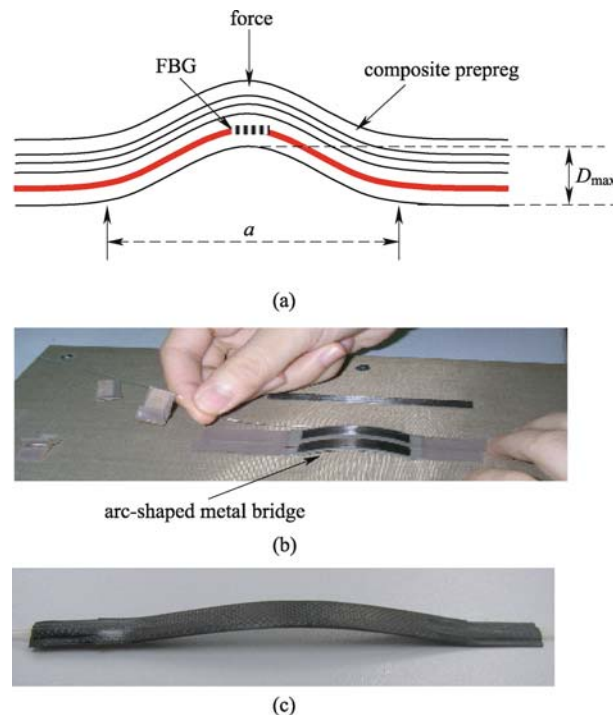 force
FBG
composite prepreg
Dmax
a
(a)
arc-shaped metal bridge
(b)
(c)